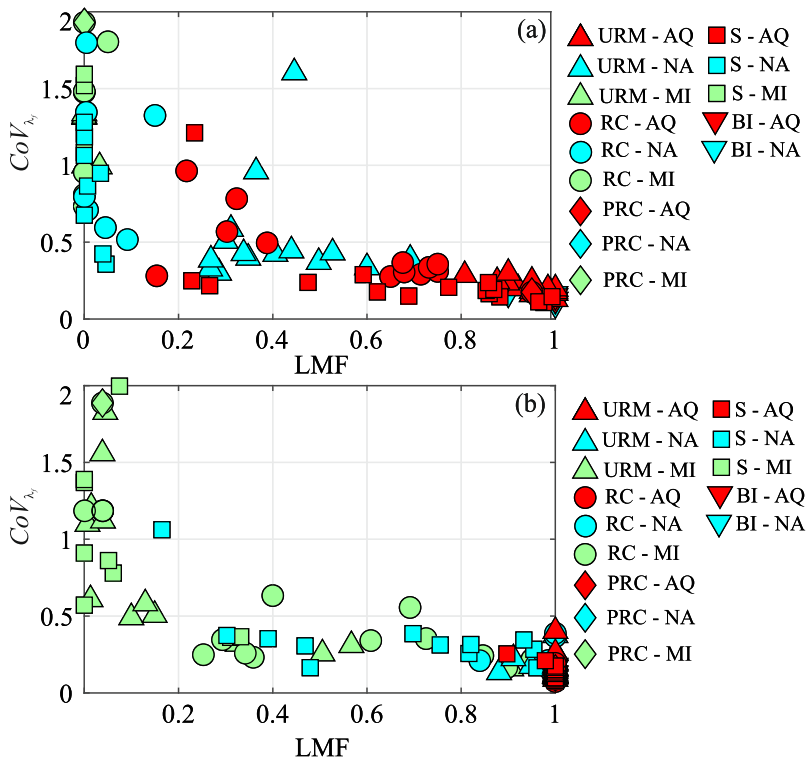 2
(a)
1.5
1
0.5
0
CoV_λ_f
0 0.2 0.4 0.6 0.8 1
LMF
URM - AQ S - AQ
URM - NA S - NA
URM - MI S - MI
RC - AQ BI - AQ
RC - NA BI - NA
RC - MI
PRC - AQ
PRC - NA
PRC - MI
2
(b)
1.5
1
0.5
0
CoV_λ_f
0.2 0.4 0.6 0.8 1
LMF
URM - AQ S - AQ
URM - NA S - NA
URM - MI S - MI
RC - AQ BI - AQ
RC - NA BI - NA
RC - MI
PRC - AQ
PRC - NA
PRC - MI